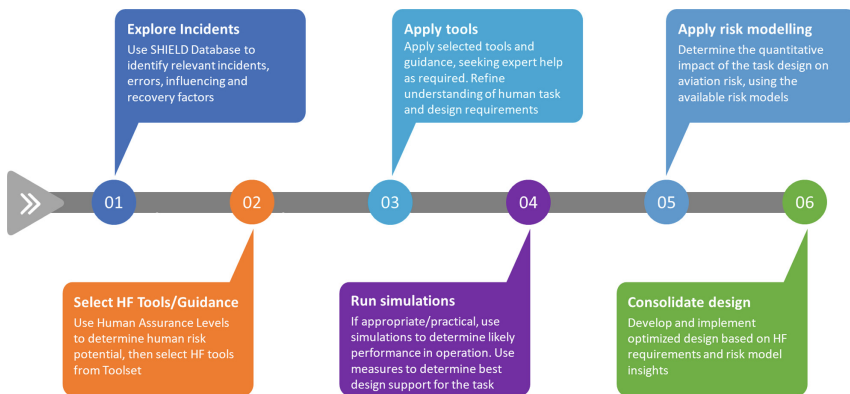 Explore Incidents
Use SHIELD Database to
identify relevant incidents,
errors, influencing and
recovery factors
Apply tools
Apply selected tools and
guidance, seeking expert help
as required. Refine
understanding of human task
and design requirements
Apply risk modelling
Determine the quantitative
impact of the task design on
aviation risk, using the
available risk models
01
02
03
04
05
06
Select HF Tools/Guidance
Use Human Assurance Levels
to determine human risk
potential, then select HF tools
from Toolset
Run simulations
If appropriate/practical, use
simulations to determine likely
performance in operation. Use
measures to determine best
design support for the task
Consolidate design
Develop and implement
optimized design based on HF
requirements and risk model
insights